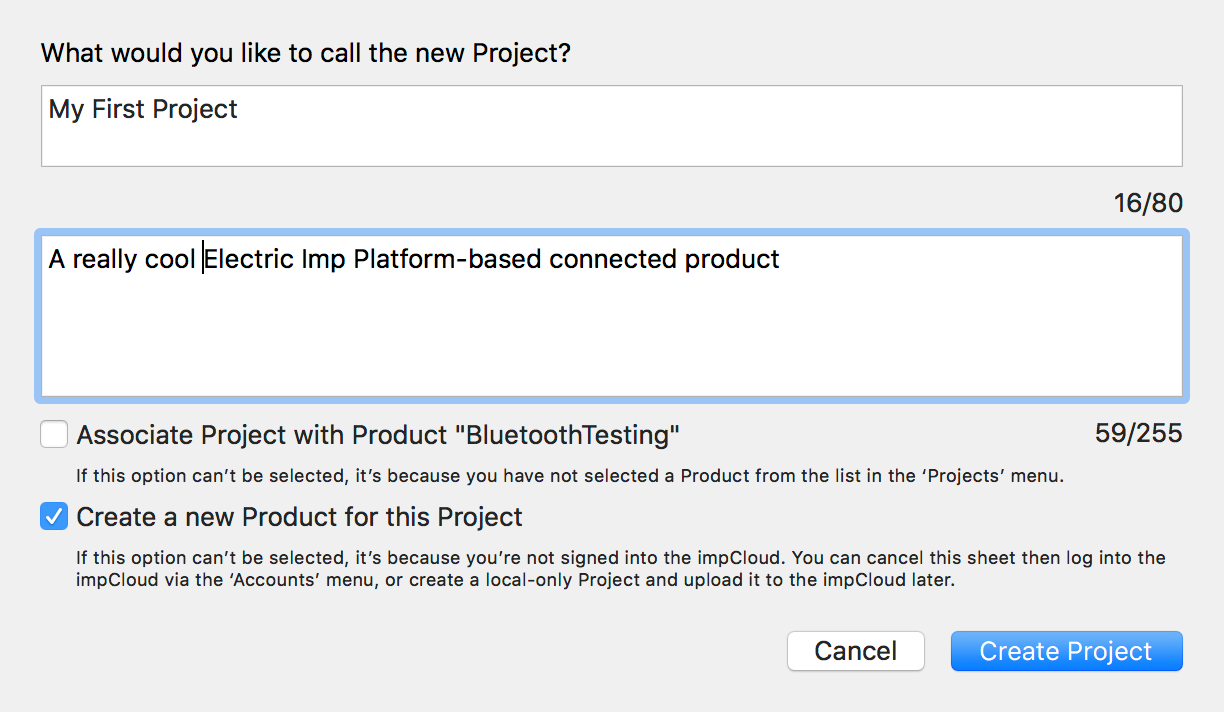 What would you like to call the new Project?
My First Project
16/80
A really cool Electric Imp Platform-based connected product
Associate Project with Product "BluetoothTesting"
59/255
If this option can’t be selected, it’s because you have not selected a Product from the list in the ‘Projects’ menu.
Create a new Product for this Project
If this option can’t be selected, it’s because you’re not signed into the impCloud. You can cancel this sheet then log into the
impCloud via the ‘Accounts’ menu, or create a local-only Project and upload it to the impCloud later.
Cancel
Create Project